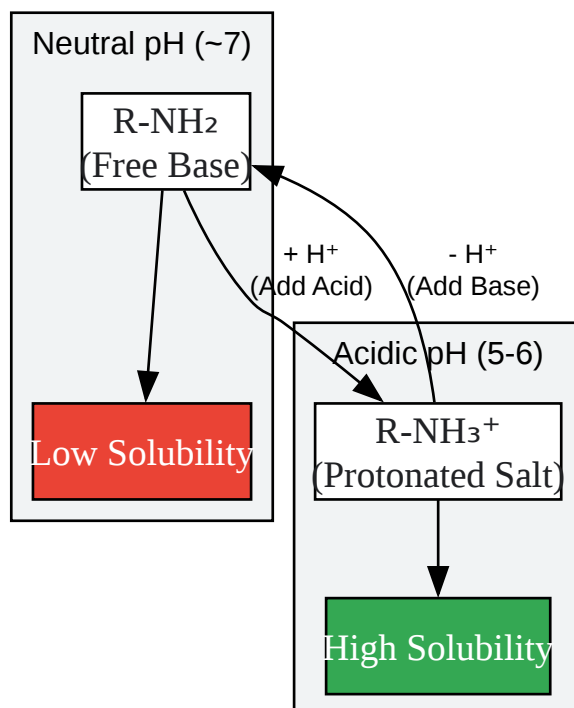 Neutral pH (~7)
R-NH₂
(Free Base)
+ H⁺
(Add Acid)
- H⁺
(Add Base)
Acidic pH (5-6)
Low Solubility
R-NH₃⁺
(Protonated Salt)
High Solubility